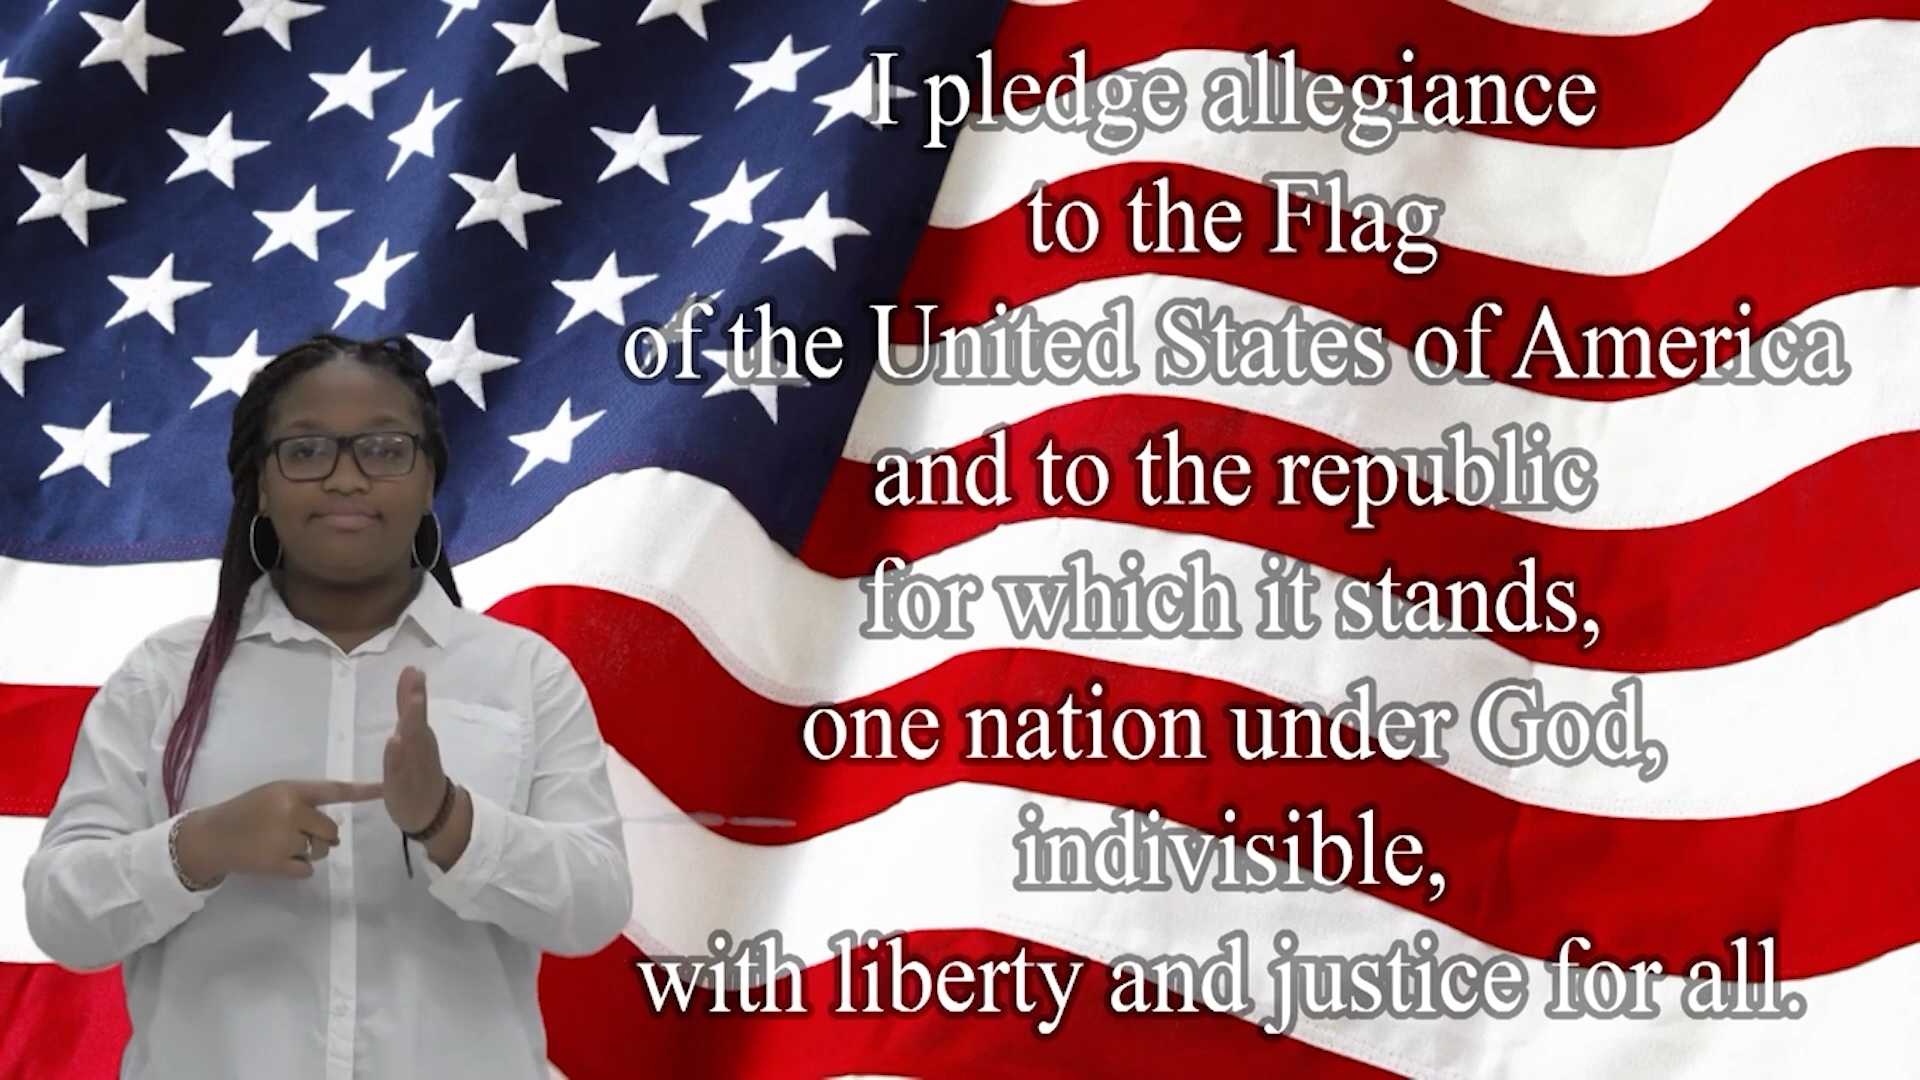 I pledge allegiance
to the Flag
of the United States of America
and to the republic
for which it stands,
one nation under God,
indivisible,
with liberty and justice for all.